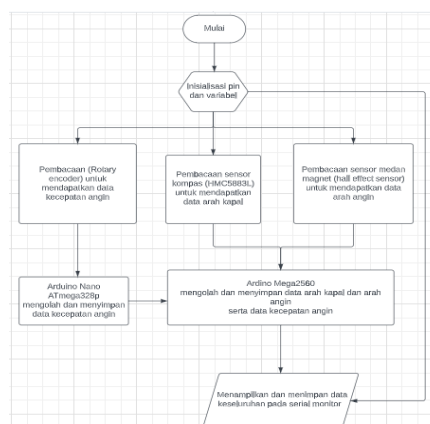 Mulai
Inisialisasi pin
dan variabel
Pembacaan (Rotary
encoder) untuk
mendapatkan data
kecepatan angin
Pembacaan sensor
kompas (HMC5883L)
untuk mendapatkan
data arah kapal
Pembacaan sensor medan
magnet (hall effect sensor)
untuk mendapatkan data
arah angin
Arduino Nano
ATmega328p
mengolah dan menyimpan
data kecepatan angin
Ardino Mega2560
mengolah dan menyimpan data arah kapal dan arah
angin
serta data kecepatan angin
Menampilkan dan menimpan data
keseluruhan pada serial monitor